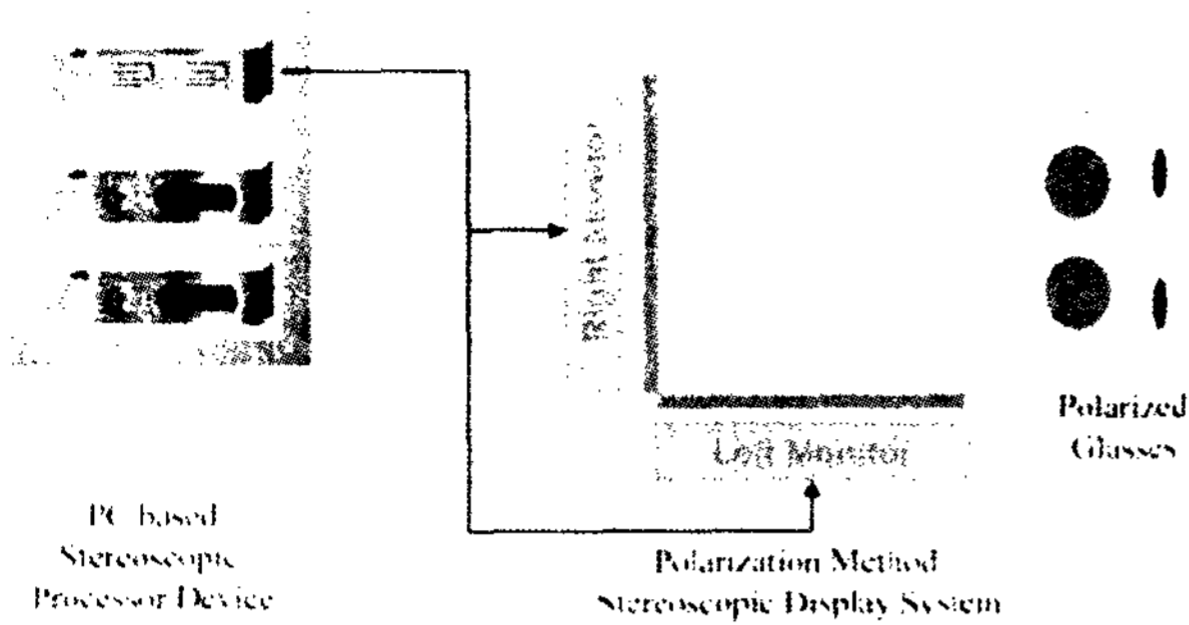 Right Monitor
Left Monitor
Polarized
Glasses
PC based
Stereoscopic
Processor Device
Polarization Method
Stereoscopic Display System